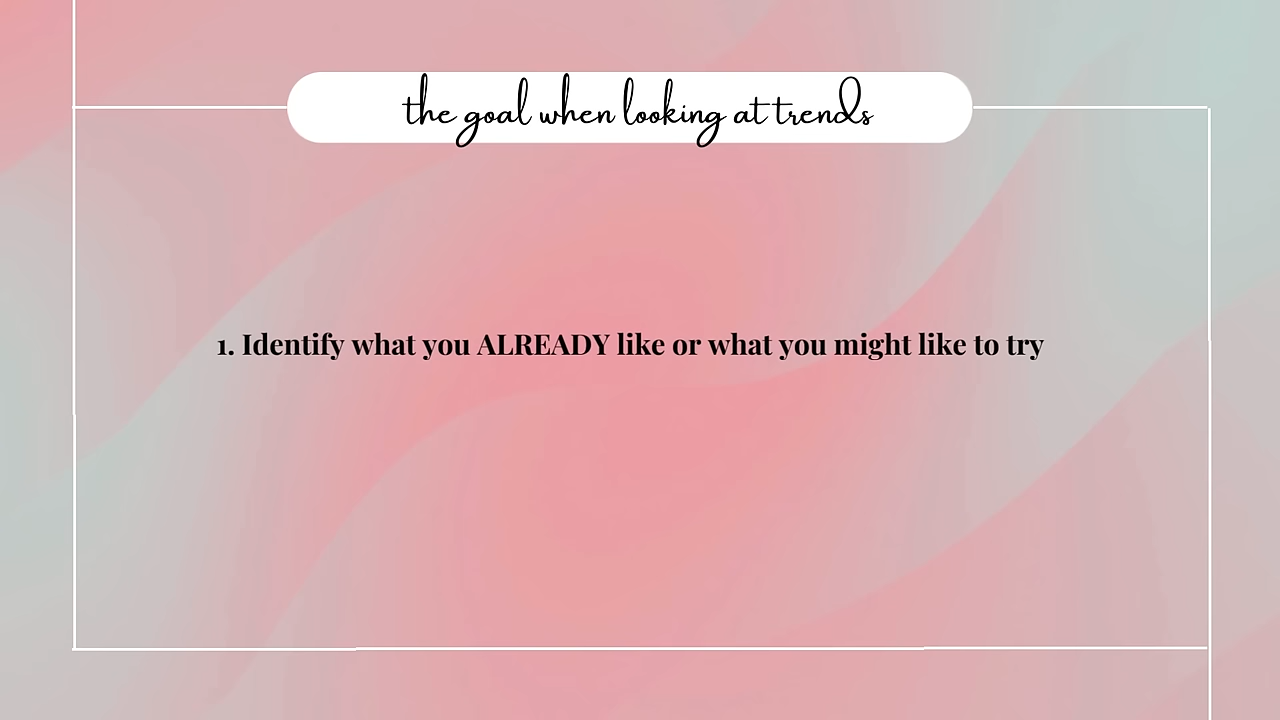 the goal when looking at trends
1. Identify what you ALREADY like or what you might like to try